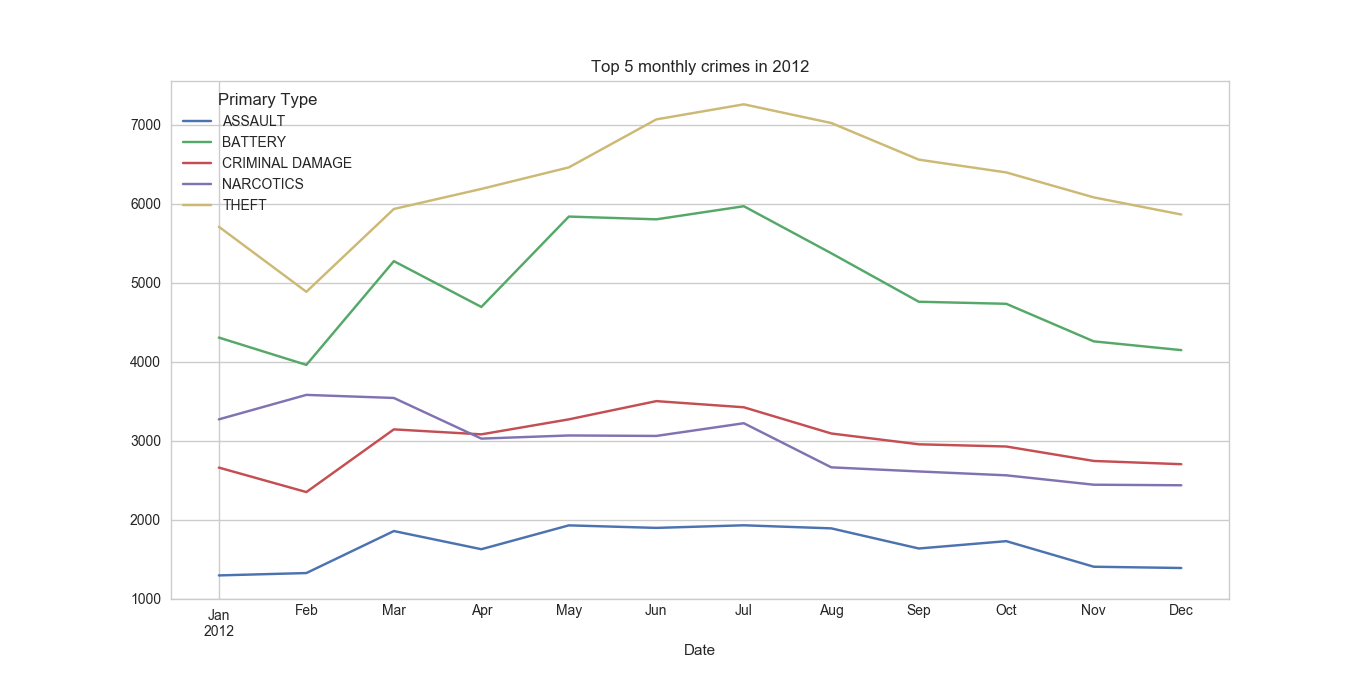 Top 5 monthly crimes in 2012
Primary Type
ASSAULT
BATTERY
CRIMINAL DAMAGE
NARCOTICS
THEFT
7000
6000
5000
4000
3000
2000
1000
Jan Feb Mar Apr May Jun Jul Aug Sep Oct Nov Dec
2012
Date